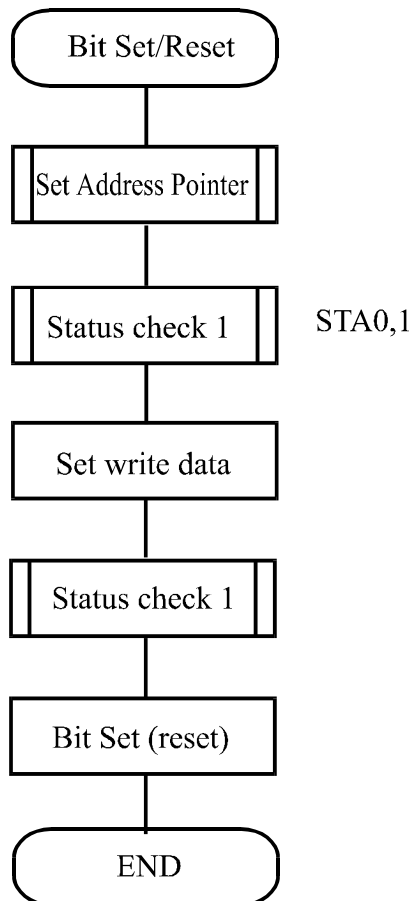 Bit Set/Reset
Set Address Pointer
Status check 1
STA0,1
Set write data
Status check 1
Bit Set (reset)
END